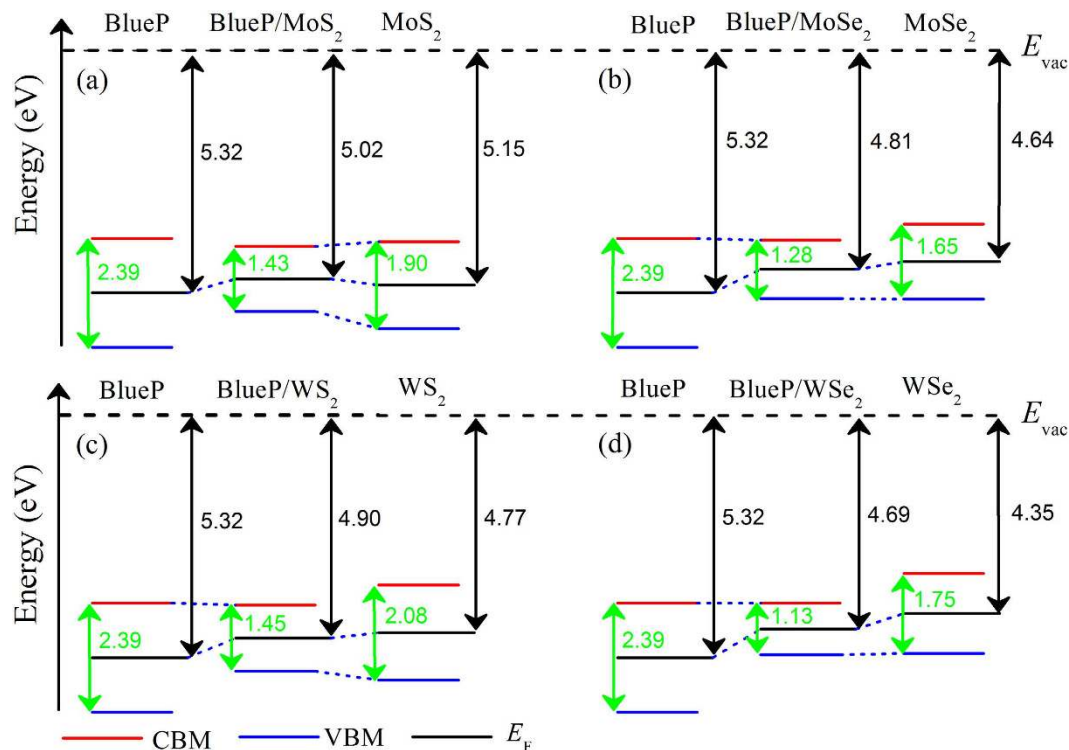 BlueP BlueP/MoS₂ MoS₂ BlueP BlueP/MoSe₂ MoSe₂
E_vac
(a) (b)
Energy (eV)
5.32 5.02 5.15 5.32 4.81 4.64
2.39 1.43 1.90 2.39 1.28 1.65
BlueP BlueP/WS₂ WS₂ BlueP BlueP/WSe₂ WSe₂
E_vac
(c) (d)
Energy (eV)
5.32 4.90 4.77 5.32 4.69 4.35
2.39 1.45 2.08 2.39 1.13 1.75
CBM VBM E_F